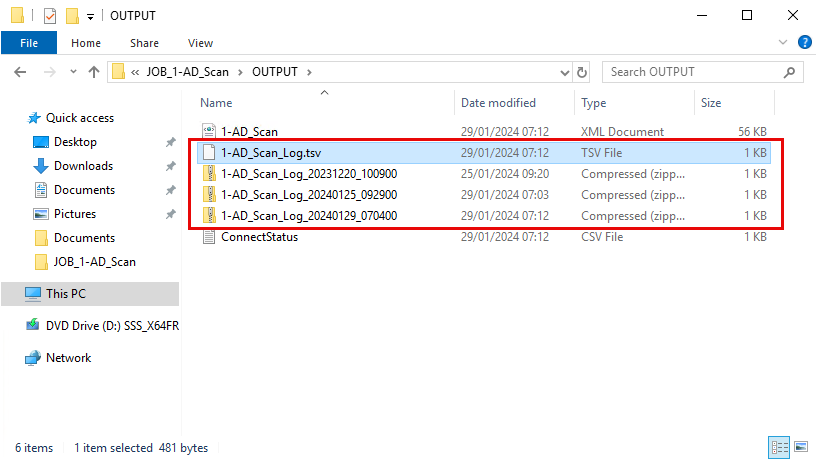 OUTPUT
File Home Share View
« JOB_1-AD_Scan > OUTPUT > Search OUTPUT
Name Date modified Type Size
Quick access
Desktop
Downloads
Documents
Pictures
Documents
JOB_1-AD_Scan
This PC
DVD Drive (D:) SSS_X64FR
Network
1-AD_Scan 29/01/2024 07:12 XML Document 56 KB
1-AD_Scan_Log.tsv 29/01/2024 07:12 TSV File 1 KB
1-AD_Scan_Log_20231220_100900 25/01/2024 09:20 Compressed (zipp... 1 KB
1-AD_Scan_Log_20240125_092900 29/01/2024 07:03 Compressed (zipp... 1 KB
1-AD_Scan_Log_20240129_070400 29/01/2024 07:12 Compressed (zipp... 1 KB
ConnectStatus 29/01/2024 07:12 CSV File 1 KB
6 items 1 item selected 481 bytes